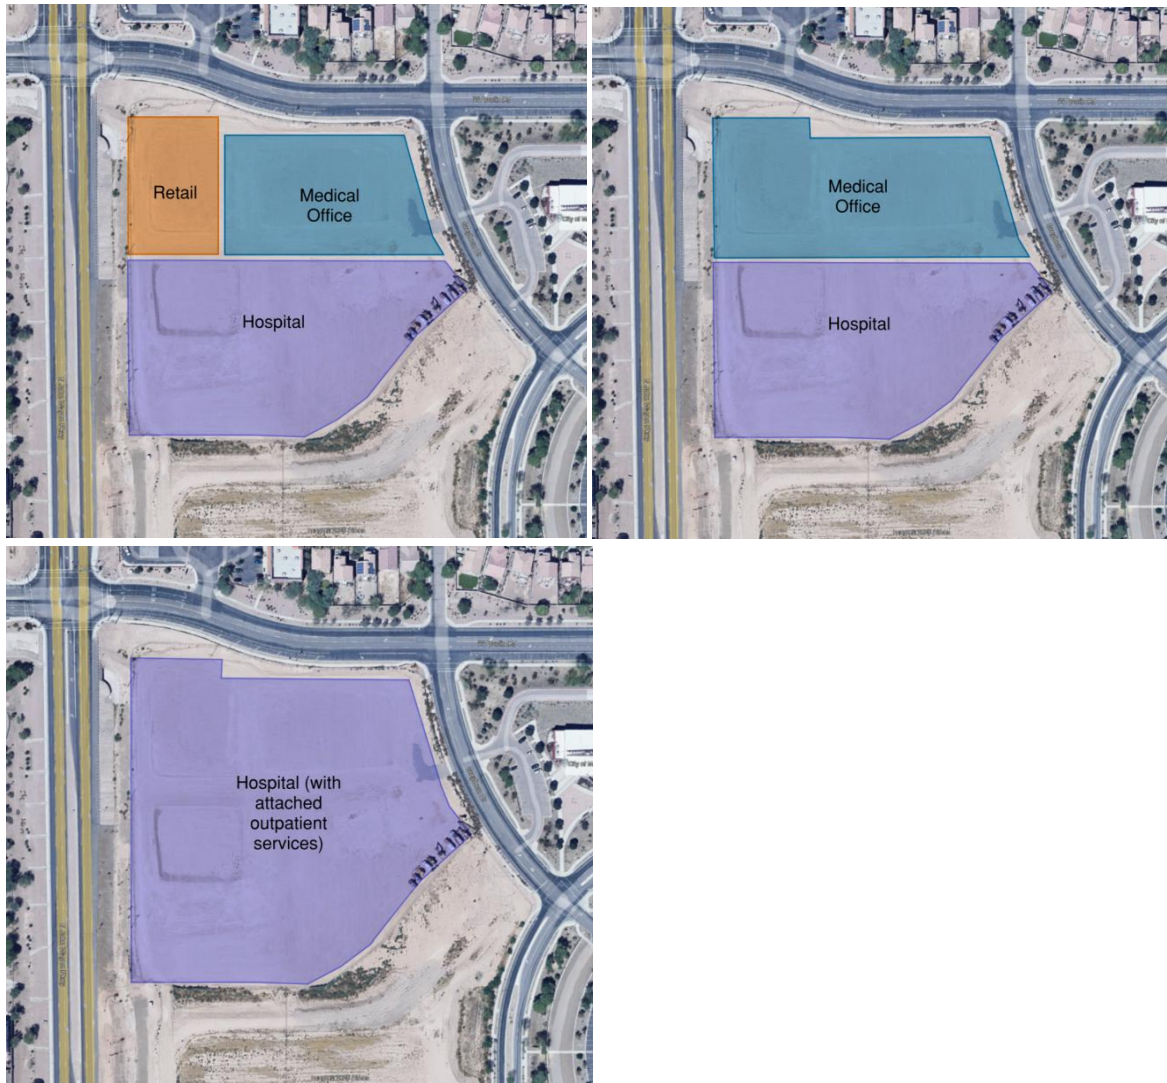 Retail
Medical
Office
Hospital
Medical
Office
Hospital
Hospital (with
attached
outpatient
services)